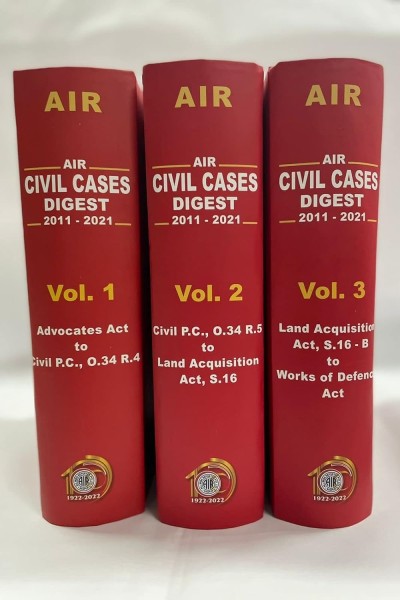 AIR
AIR
CIVIL CASES
DIGEST
2011 - 2021
Vol. 1
Advocates Act
to
Civil P.C., O.34 R.4
1922-2022
AIR
AIR
CIVIL CASES
DIGEST
2011 - 2021
Vol. 2
Civil P.C., O.34 R.5
to
Land Acquisition
Act, S.16
1922-2022
AIR
AIR
CIVIL CASES
DIGEST
2011 - 2021
Vol. 3
Land Acquisition
Act, S.16 - B
to
Works of Defence
Act
1922-2022